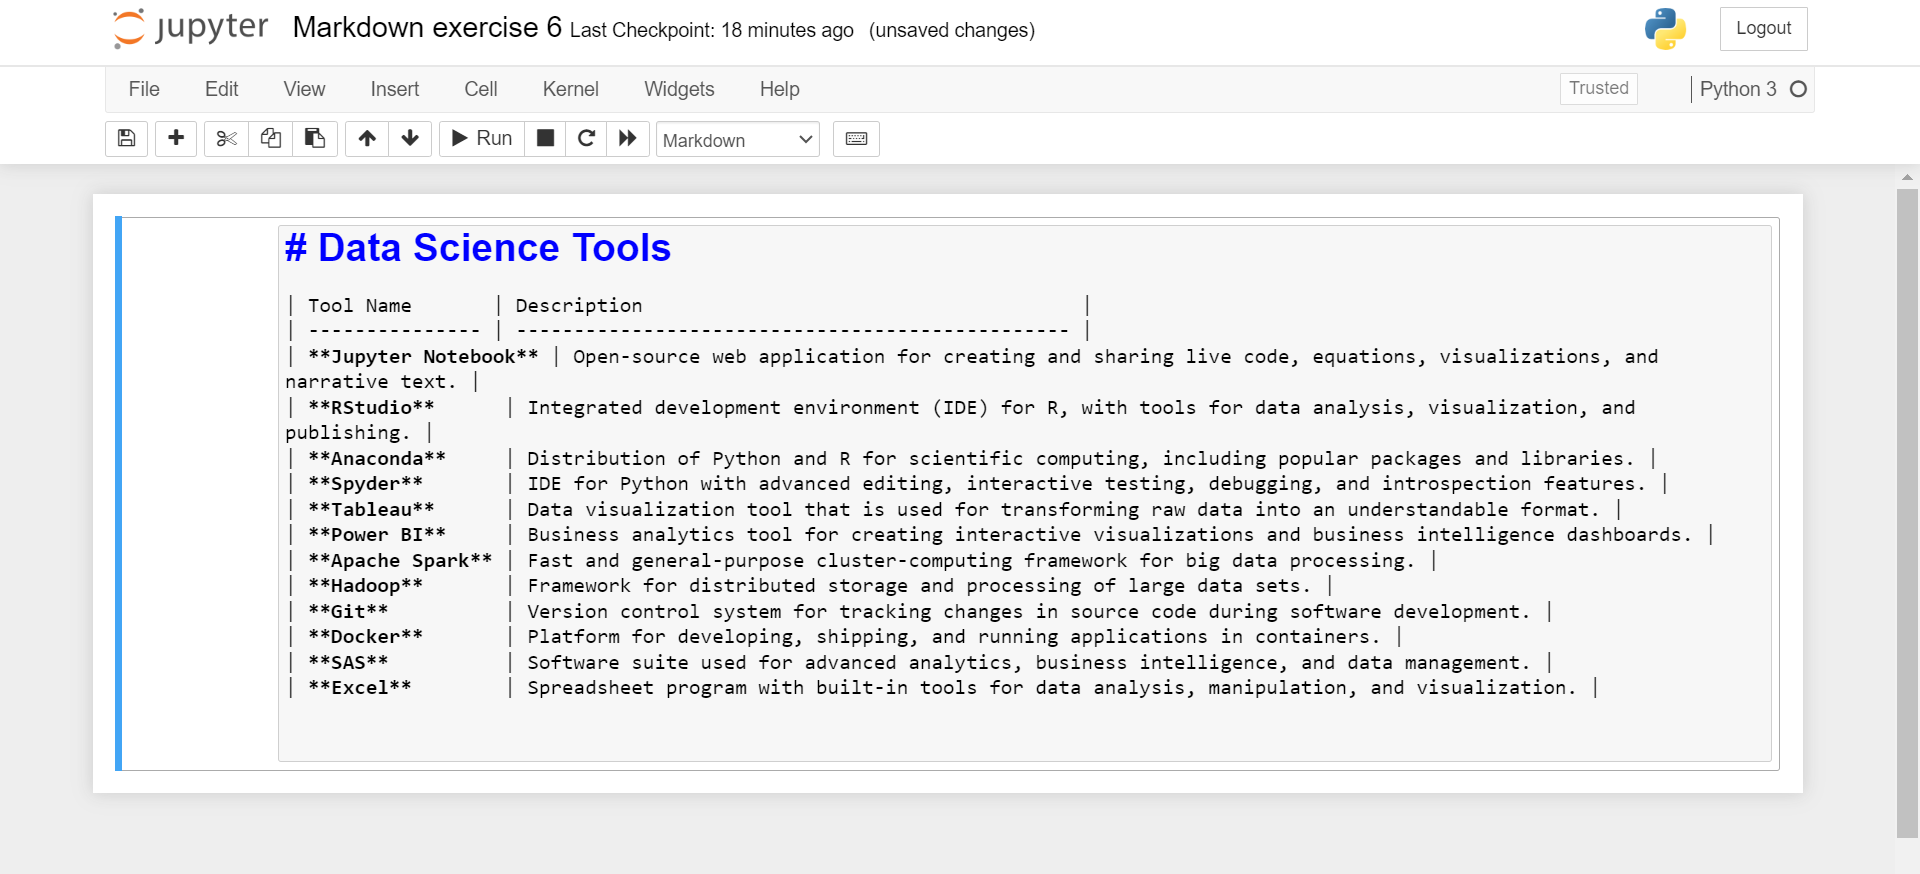 jupyter Markdown exercise 6 Last Checkpoint: 18 minutes ago (unsaved changes) Logout
File Edit View Insert Cell Kernel Widgets Help Trusted Python 3
Run Markdown
# Data Science Tools
| Tool Name       | Description                                      |
| --------------- | ------------------------------------------------ |
| **Jupyter Notebook** | Open-source web application for creating and sharing live code, equations, visualizations, and
narrative text. |
| **RStudio**      | Integrated development environment (IDE) for R, with tools for data analysis, visualization, and
publishing. |
| **Anaconda**     | Distribution of Python and R for scientific computing, including popular packages and libraries. |
| **Spyder**       | IDE for Python with advanced editing, interactive testing, debugging, and introspection features. |
| **Tableau**      | Data visualization tool that is used for transforming raw data into an understandable format. |
| **Power BI**     | Business analytics tool for creating interactive visualizations and business intelligence dashboards. |
| **Apache Spark** | Fast and general-purpose cluster-computing framework for big data processing. |
| **Hadoop**       | Framework for distributed storage and processing of large data sets. |
| **Git**          | Version control system for tracking changes in source code during software development. |
| **Docker**       | Platform for developing, shipping, and running applications in containers. |
| **SAS**          | Software suite used for advanced analytics, business intelligence, and data management. |
| **Excel**        | Spreadsheet program with built-in tools for data analysis, manipulation, and visualization. |